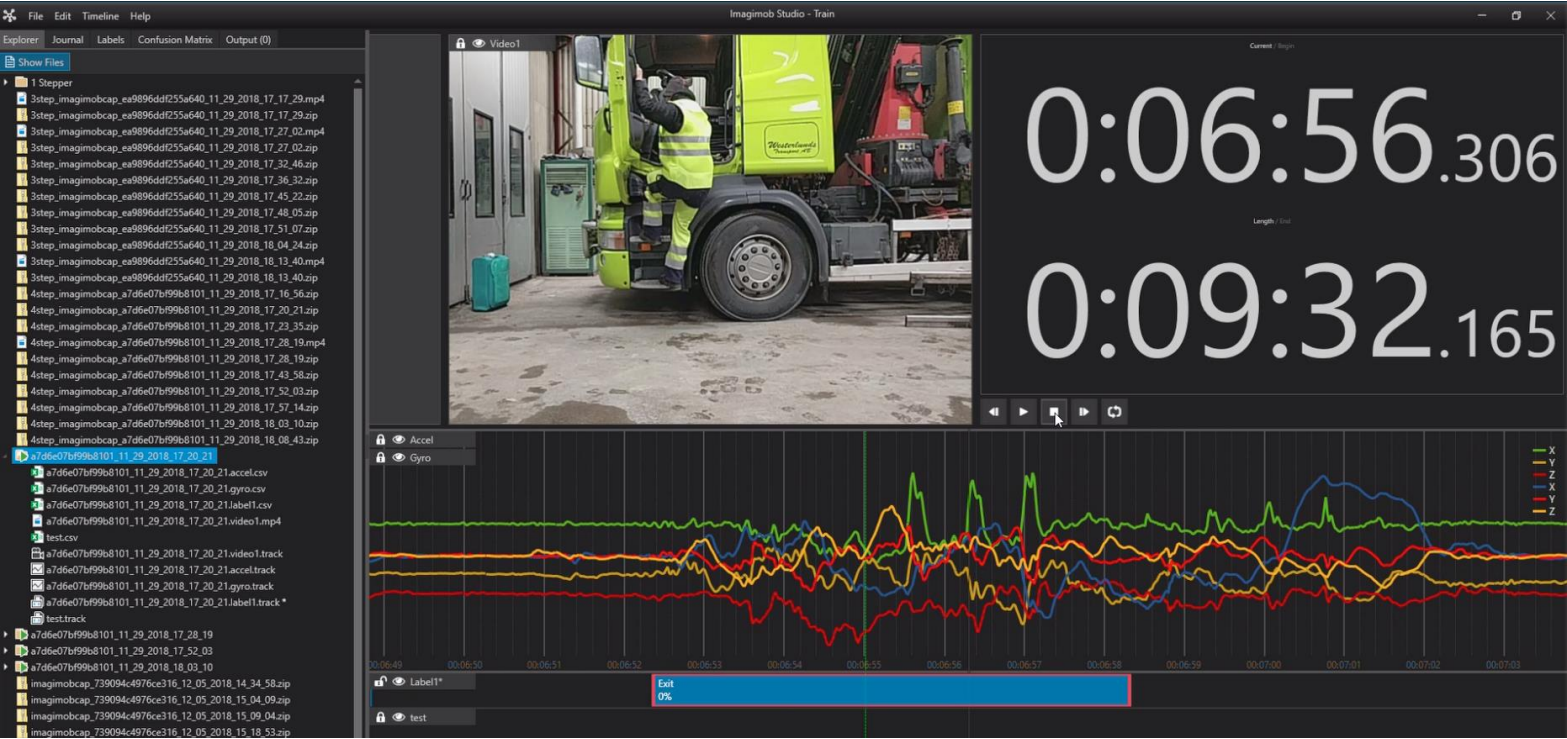 File Edit Timeline Help
Imagimob Studio - Train
Explorer Journal Labels Confusion Matrix Output (0)
Show Files
1 Stepper
3step_imagimobcap_ea9896ddf255a640_11_29_2018_17_17_29.mp4
3step_imagimobcap_ea9896ddf255a640_11_29_2018_17_17_29.zip
3step_imagimobcap_ea9896ddf255a640_11_29_2018_17_27_02.mp4
3step_imagimobcap_ea9896ddf255a640_11_29_2018_17_27_02.zip
3step_imagimobcap_ea9896ddf255a640_11_29_2018_17_32_46.zip
3step_imagimobcap_ea9896ddf255a640_11_29_2018_17_36_32.zip
3step_imagimobcap_ea9896ddf255a640_11_29_2018_17_45_22.zip
3step_imagimobcap_ea9896ddf255a640_11_29_2018_17_48_05.zip
3step_imagimobcap_ea9896ddf255a640_11_29_2018_17_51_07.zip
3step_imagimobcap_ea9896ddf255a640_11_29_2018_18_04_24.zip
3step_imagimobcap_ea9896ddf255a640_11_29_2018_18_13_40.mp4
3step_imagimobcap_ea9896ddf255a640_11_29_2018_18_13_40.zip
4step_imagimobcap_a7d6e07bf99b8101_11_29_2018_17_16_56.zip
4step_imagimobcap_a7d6e07bf99b8101_11_29_2018_17_20_21.zip
4step_imagimobcap_a7d6e07bf99b8101_11_29_2018_17_23_35.zip
4step_imagimobcap_a7d6e07bf99b8101_11_29_2018_17_28_19.mp4
4step_imagimobcap_a7d6e07bf99b8101_11_29_2018_17_28_19.zip
4step_imagimobcap_a7d6e07bf99b8101_11_29_2018_17_43_58.zip
4step_imagimobcap_a7d6e07bf99b8101_11_29_2018_17_52_03.zip
4step_imagimobcap_a7d6e07bf99b8101_11_29_2018_17_57_14.zip
4step_imagimobcap_a7d6e07bf99b8101_11_29_2018_18_03_10.zip
4step_imagimobcap_a7d6e07bf99b8101_11_29_2018_18_08_43.zip
a7d6e07bf99b8101_11_29_2018_17_20_21
a7d6e07bf99b8101_11_29_2018_17_20_21.accel.csv
a7d6e07bf99b8101_11_29_2018_17_20_21.gyro.csv
a7d6e07bf99b8101_11_29_2018_17_20_21.label1.csv
a7d6e07bf99b8101_11_29_2018_17_20_21.video1.mp4
test.csv
a7d6e07bf99b8101_11_29_2018_17_20_21.video1.track
a7d6e07bf99b8101_11_29_2018_17_20_21.accel.track
a7d6e07bf99b8101_11_29_2018_17_20_21.gyro.track
a7d6e07bf99b8101_11_29_2018_17_20_21.label1.track *
test.track
a7d6e07bf99b8101_11_29_2018_17_28_19
a7d6e07bf99b8101_11_29_2018_17_52_03
a7d6e07bf99b8101_11_29_2018_18_03_10
imagimobcap_739094c4976ce316_12_05_2018_14_34_58.zip
imagimobcap_739094c4976ce316_12_05_2018_15_04_09.zip
imagimobcap_739094c4976ce316_12_05_2018_15_09_04.zip
imagimobcap_739094c4976ce316_12_05_2018_15_18_53.zip
Video1
Westerlunds
Transport AB
Current / Begin
0:06:56.306
Length / End
0:09:32.165
Accel
Gyro
X
Y
Z
X
Y
Z
00:06:49 00:06:50 00:06:51 00:06:52 00:06:53 00:06:54 00:06:55 00:06:56 00:06:57 00:06:58 00:06:59 00:07:00 00:07:01 00:07:02 00:07:03
Label1*
Exit
0%
test